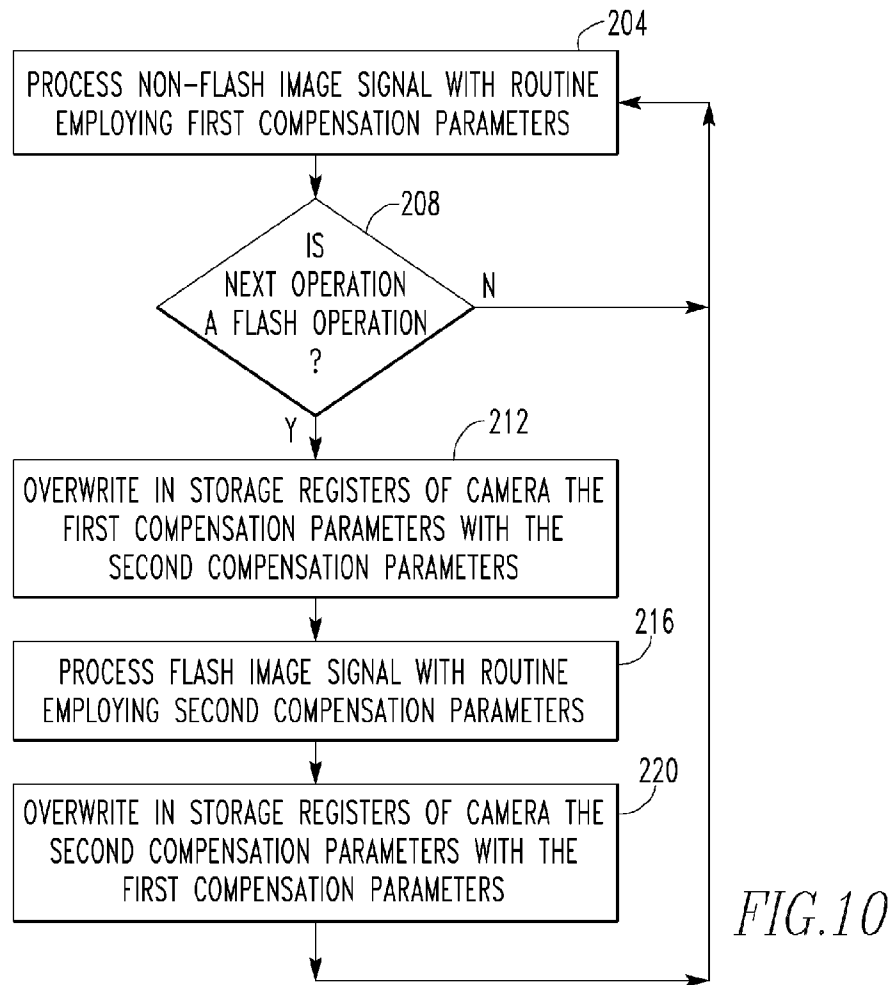 204
PROCESS NON-FLASH IMAGE SIGNAL WITH ROUTINE
EMPLOYING FIRST COMPENSATION PARAMETERS
208
IS
NEXT OPERATION
A FLASH OPERATION
?
N
Y
212
OVERWRITE IN STORAGE REGISTERS OF CAMERA THE
FIRST COMPENSATION PARAMETERS WITH THE
SECOND COMPENSATION PARAMETERS
216
PROCESS FLASH IMAGE SIGNAL WITH ROUTINE
EMPLOYING SECOND COMPENSATION PARAMETERS
220
OVERWRITE IN STORAGE REGISTERS OF CAMERA THE
SECOND COMPENSATION PARAMETERS WITH THE
FIRST COMPENSATION PARAMETERS
FIG.10